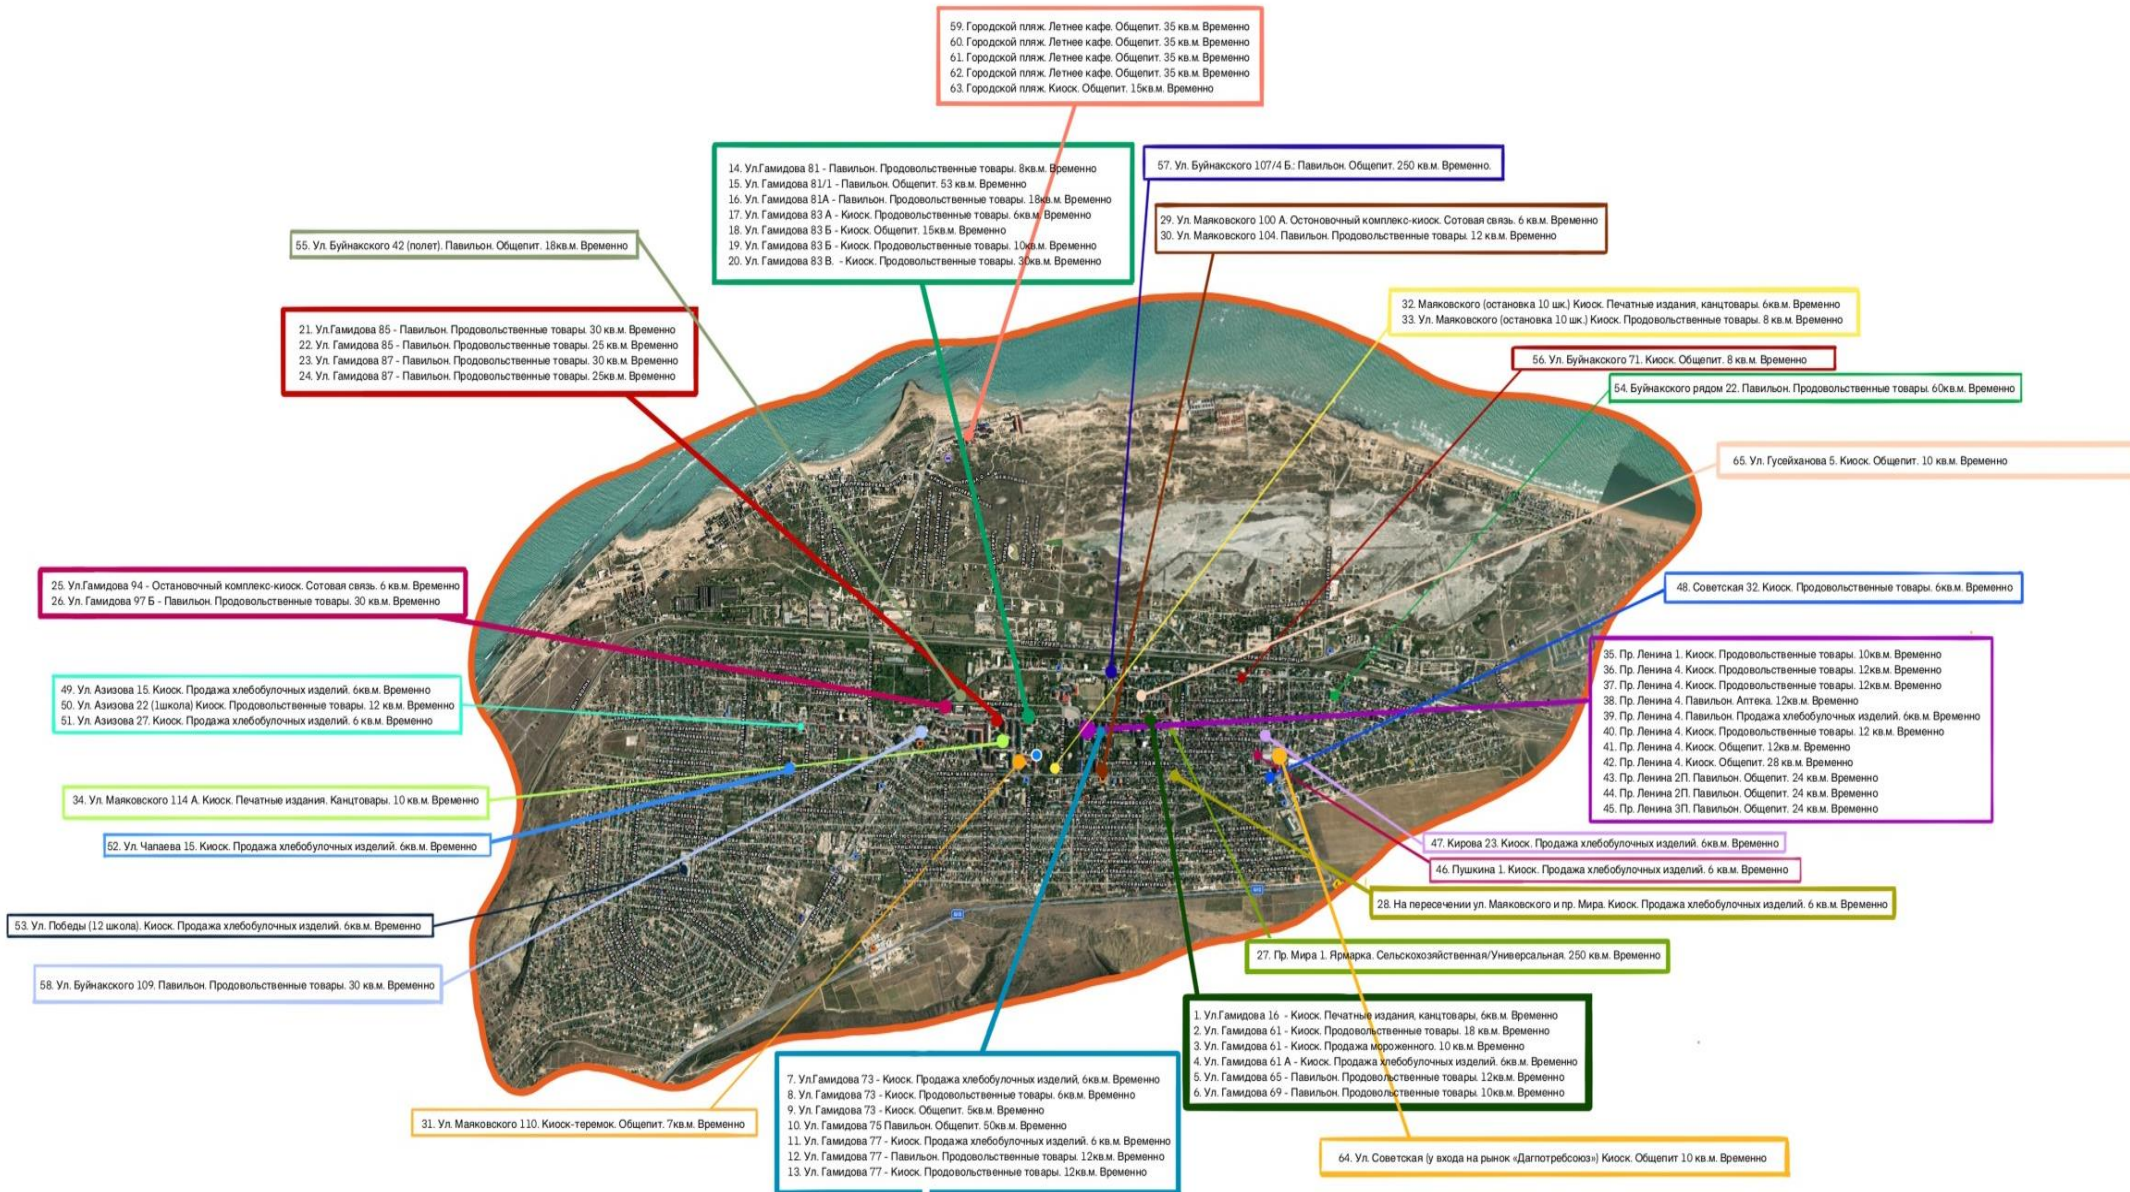 59. Городской пляж. Летнее кафе. Общепит. 35 кв.м. Временно
60. Городской пляж. Летнее кафе. Общепит. 35 кв.м. Временно
61. Городской пляж. Летнее кафе. Общепит. 35 кв.м. Временно
62. Городской пляж. Летнее кафе. Общепит. 35 кв.м. Временно
63. Городской пляж. Киоск. Общепит. 15кв.м. Временно
14. Ул.Гамидова 81 - Павильон. Продовольственные товары. 8кв.м. Временно
15. Ул. Гамидова 81/1 - Павильон. Общепит. 53 кв.м. Временно
16. Ул. Гамидова 81А - Павильон. Продовольственные товары. 18кв.м. Временно
17. Ул. Гамидова 83 А - Киоск. Продовольственные товары. 6кв.м. Временно
18. Ул. Гамидова 83 Б - Киоск. Общепит. 15кв.м. Временно
19. Ул. Гамидова 83 Б - Киоск. Продовольственные товары. 10кв.м. Временно
20. Ул. Гамидова 83 В. - Киоск. Продовольственные товары. 30кв.м. Временно
57. Ул. Буйнакского 107/4 Б.: Павильон. Общепит. 250 кв.м. Временно.
29. Ул. Маяковского 100 А. Остоновочный комплекс-киоск. Сотовая связь. 6 кв.м. Временно
30. Ул. Маяковского 104. Павильон. Продовольственные товары. 12 кв.м. Временно
55. Ул. Буйнакского 42 (полет). Павильон. Общепит. 18кв.м. Временно
21. Ул.Гамидова 85 - Павильон. Продовольственные товары. 30 кв.м. Временно
22. Ул. Гамидова 85 - Павильон. Продовольственные товары. 25 кв.м. Временно
23. Ул. Гамидова 87 - Павильон. Продовольственные товары. 30 кв.м. Временно
24. Ул. Гамидова 87 - Павильон. Продовольственные товары. 25кв.м. Временно
32. Маяковского (остановка 10 шк.) Киоск. Печатные издания, канцтовары. 6кв.м. Временно
33. Ул. Маяковского (остановка 10 шк.) Киоск. Продовольственные товары. 8 кв.м. Временно
56. Ул. Буйнакского 71. Киоск. Общепит. 8 кв.м. Временно
54. Буйнакского рядом 22. Павильон. Продовольственные товары. 60кв.м. Временно
65. Ул. Гусейханова 5. Киоск. Общепит. 10 кв.м. Временно
25. Ул.Гамидова 94 - Остановочный комплекс-киоск. Сотовая связь. 6 кв.м. Временно
26. Ул. Гамидова 97 Б - Павильон. Продовольственные товары. 30 кв.м. Временно
48. Советская 32. Киоск. Продовольственные товары. 6кв.м. Временно
35. Пр. Ленина 1. Киоск. Продовольственные товары. 10кв.м. Временно
36. Пр. Ленина 4. Киоск. Продовольственные товары. 12кв.м. Временно
37. Пр. Ленина 4. Киоск. Продовольственные товары. 12кв.м. Временно
38. Пр. Ленина 4. Павильон. Аптека. 12кв.м. Временно
39. Пр. Ленина 4. Павильон. Продажа хлебобулочных изделий. 6кв.м. Временно
40. Пр. Ленина 4. Киоск. Продовольственные товары. 12 кв.м. Временно
41. Пр. Ленина 4. Киоск. Общепит. 12кв.м. Временно
42. Пр. Ленина 4. Киоск. Общепит. 28 кв.м. Временно
43. Пр. Ленина 2П. Павильон. Общепит. 24 кв.м. Временно
44. Пр. Ленина 2П. Павильон. Общепит. 24 кв.м. Временно
45. Пр. Ленина 3П. Павильон. Общепит. 24 кв.м. Временно
49. Ул. Азизова 15. Киоск. Продажа хлебобулочных изделий. 6кв.м. Временно
50. Ул. Азизова 22 (1школа) Киоск. Продовольственные товары. 12 кв.м. Временно
51. Ул. Азизова 27. Киоск. Продажа хлебобулочных изделий. 6 кв.м. Временно
34. Ул. Маяковского 114 А. Киоск. Печатные издания. Канцтовары. 10 кв.м. Временно
52. Ул. Чапаева 15. Киоск. Продажа хлебобулочных изделий. 6кв.м. Временно
47. Кирова 23. Киоск. Продажа хлебобулочных изделий. 6кв.м. Временно
46. Пушкина 1. Киоск. Продажа хлебобулочных изделий. 6 кв.м. Временно
28. На пересечении ул. Маяковского и пр. Мира. Киоск. Продажа хлебобулочных изделий. 6 кв.м. Временно
53. Ул. Победы (12 школа). Киоск. Продажа хлебобулочных изделий. 6кв.м. Временно
27. Пр. Мира 1. Ярмарка. Сельскохозяйственная/Универсальная. 250 кв.м. Временно
58. Ул. Буйнакского 109. Павильон. Продовольственные товары. 30 кв.м. Временно
1. Ул.Гамидова 16 - Киоск. Печатные издания, канцтовары, 6кв.м. Временно
2. Ул. Гамидова 61 - Киоск. Продовольственные товары. 18 кв.м. Временно
3. Ул. Гамидова 61 - Киоск. Продажа мороженного. 10 кв.м. Временно
4. Ул. Гамидова 61 А - Киоск. Продажа хлебобулочных изделий. 6кв.м. Временно
5. Ул. Гамидова 65 - Павильон. Продовольственные товары. 12кв.м. Временно
6. Ул. Гамидова 69 - Павильон. Продовольственные товары. 10кв.м. Временно
7. Ул.Гамидова 73 - Киоск. Продажа хлебобулочных изделий, 6кв.м. Временно
8. Ул. Гамидова 73 - Киоск. Продовольственные товары. 6кв.м. Временно
9. Ул. Гамидова 73 - Киоск. Общепит. 5кв.м. Временно
10. Ул. Гамидова 75 Павильон. Общепит. 50кв.м. Временно
11. Ул. Гамидова 77 - Киоск. Продажа хлебобулочных изделий. 6 кв.м. Временно
12. Ул. Гамидова 77 - Павильон. Продовольственные товары. 12кв.м. Временно
13. Ул. Гамидова 77 - Киоск. Продовольственные товары. 12кв.м. Временно
31. Ул. Маяковского 110. Киоск-теремок. Общепит. 7кв.м. Временно
64. Ул. Советская (у входа на рынок «Дагпотребсоюз») Киоск. Общепит 10 кв.м. Временно